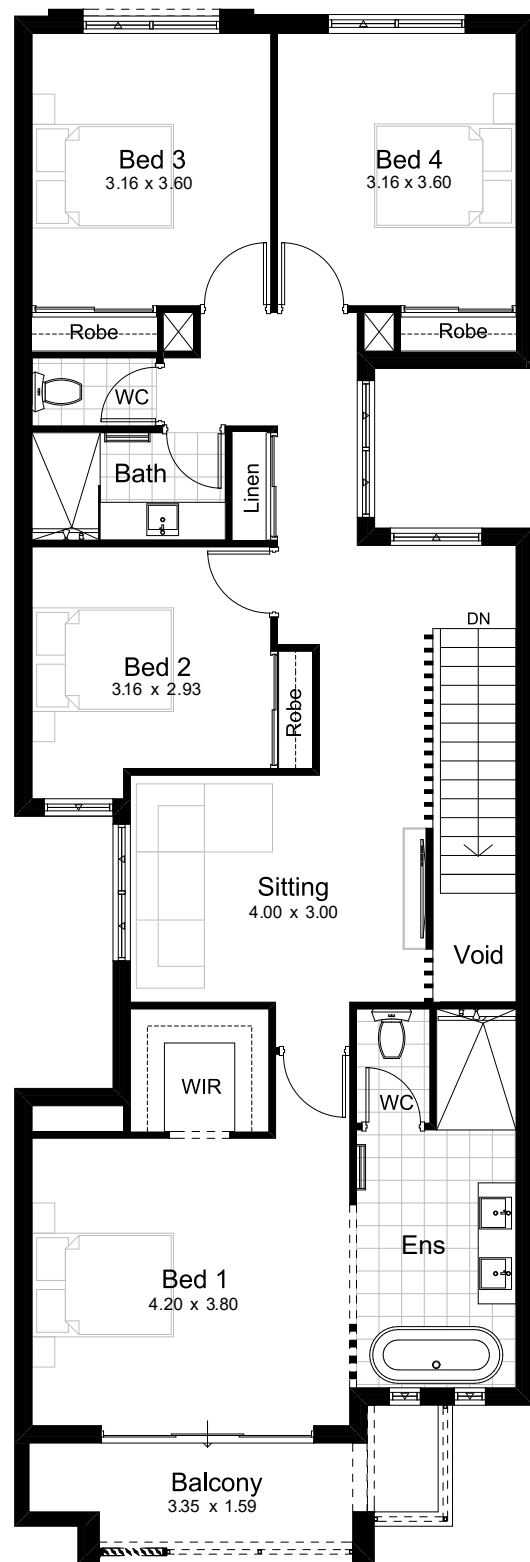 Bed 3
3.16 x 3.60
Bed 4
3.16 x 3.60
Robe
Robe
WC
Bath
Linen
DN
Bed 2
3.16 x 2.93
Robe
Sitting
4.00 x 3.00
Void
WIR
WC
Ens
Bed 1
4.20 x 3.80
Balcony
3.35 x 1.59